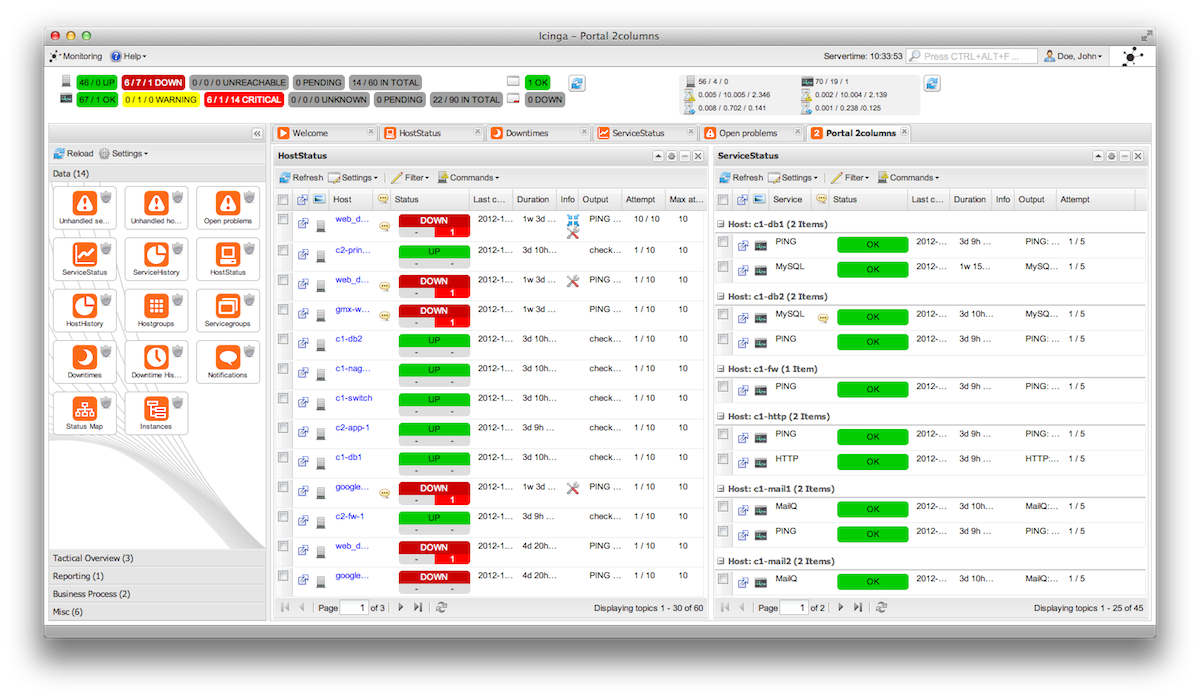 Icinga – Portal 2columns
Monitoring Help Servertime: 10:33:53 Press CTRL+ALT+F ... Doe, John
46 / 0 UP 6 / 7 / 1 DOWN 0 / 0 / 0 UNREACHABLE 0 PENDING 14 / 60 IN TOTAL 1 OK 56 / 4 / 0 70 / 19 / 1
67 / 1 OK 0 / 1 / 0 WARNING 6 / 1 / 14 CRITICAL 0 / 0 / 0 UNKNOWN 0 PENDING 22 / 90 IN TOTAL 0 DOWN 0.005 / 10.005 / 2.346 0.002 / 10.004 / 2.139
0.008 / 0.702 / 0.141 0.001 / 0.238 /0.125
Welcome HostStatus Downtimes ServiceStatus Open problems 2 Portal 2columns
Reload Settings
Data (14)
Unhandled se... Unhandled ho... Open problems
ServiceStatus ServiceHistory HostStatus
HostHistory Hostgroups Servicegroups
Downtimes Downtime His... Notifications
Status Map Instances
Tactical Overview (3)
Reporting (1)
Business Process (2)
Misc (6)
HostStatus
Refresh Settings Filter Commands
Host Status Last c... Duration Info Output Attempt Max at...
web_d... DOWN - 1 2012-1... 1w 3d ... PING ... 10 / 10 10
c2-prin... UP - - 2012-1... 3d 10h... check... 1 / 10 10
web_d... DOWN - 1 2012-1... 1w 3d ... PING ... 1 / 10 10
gmx-w... DOWN - 1 2012-1... 1w 3d ... PING ... 1 / 10 10
c1-db2 UP - - 2012-1... 3d 10h... check... 1 / 10 10
c1-nag... UP - - 2012-1... 3d 10h... check... 1 / 10 10
c1-switch UP - - 2012-1... 3d 10h... check... 1 / 10 10
c2-app-1 UP - - 2012-1... 3d 9h ... check... 1 / 10 10
c1-db1 UP - - 2012-1... 3d 10h... check... 1 / 10 10
google... DOWN - 1 2012-1... 1w 3d ... PING ... 1 / 10 10
c2-fw-1 UP - - 2012-1... 3d 9h ... check... 1 / 10 10
web_d... DOWN - 1 2012-1... 4d 20h... PING ... 1 / 10 10
google... DOWN 2012-1... 4d 20h... PING ... 1 / 10 10
Page 1 of 3 Displaying topics 1 - 30 of 60
ServiceStatus
Refresh Settings Filter Commands
Service Status Last c... Duration Info Output Attempt
Host: c1-db1 (2 Items)
PING OK 2012-... 3d 9h ... PING: ... 1 / 5
MySQL OK 2012-... 1w 15... MySQ... 1 / 5
Host: c1-db2 (2 Items)
MySQL OK 2012-... 3d 10h... MySQ... 1 / 5
PING OK 2012-... 3d 9h ... PING: ... 1 / 5
Host: c1-fw (1 Item)
PING OK 2012-... 3d 9h ... PING: ... 1 / 5
Host: c1-http (2 Items)
PING OK 2012-... 3d 9h ... PING: ... 1 / 5
HTTP OK 2012-... 3d 9h ... HTTP:... 1 / 5
Host: c1-mail1 (2 Items)
MailQ OK 2012-... 3d 10h... MailQ:... 1 / 5
PING OK 2012-... 3d 9h ... PING: ... 1 / 5
Host: c1-mail2 (2 Items)
MailQ OK 2012-... 3d 10h... MailQ:... 1 / 5
Page 1 of 2 Displaying topics 1 - 25 of 45